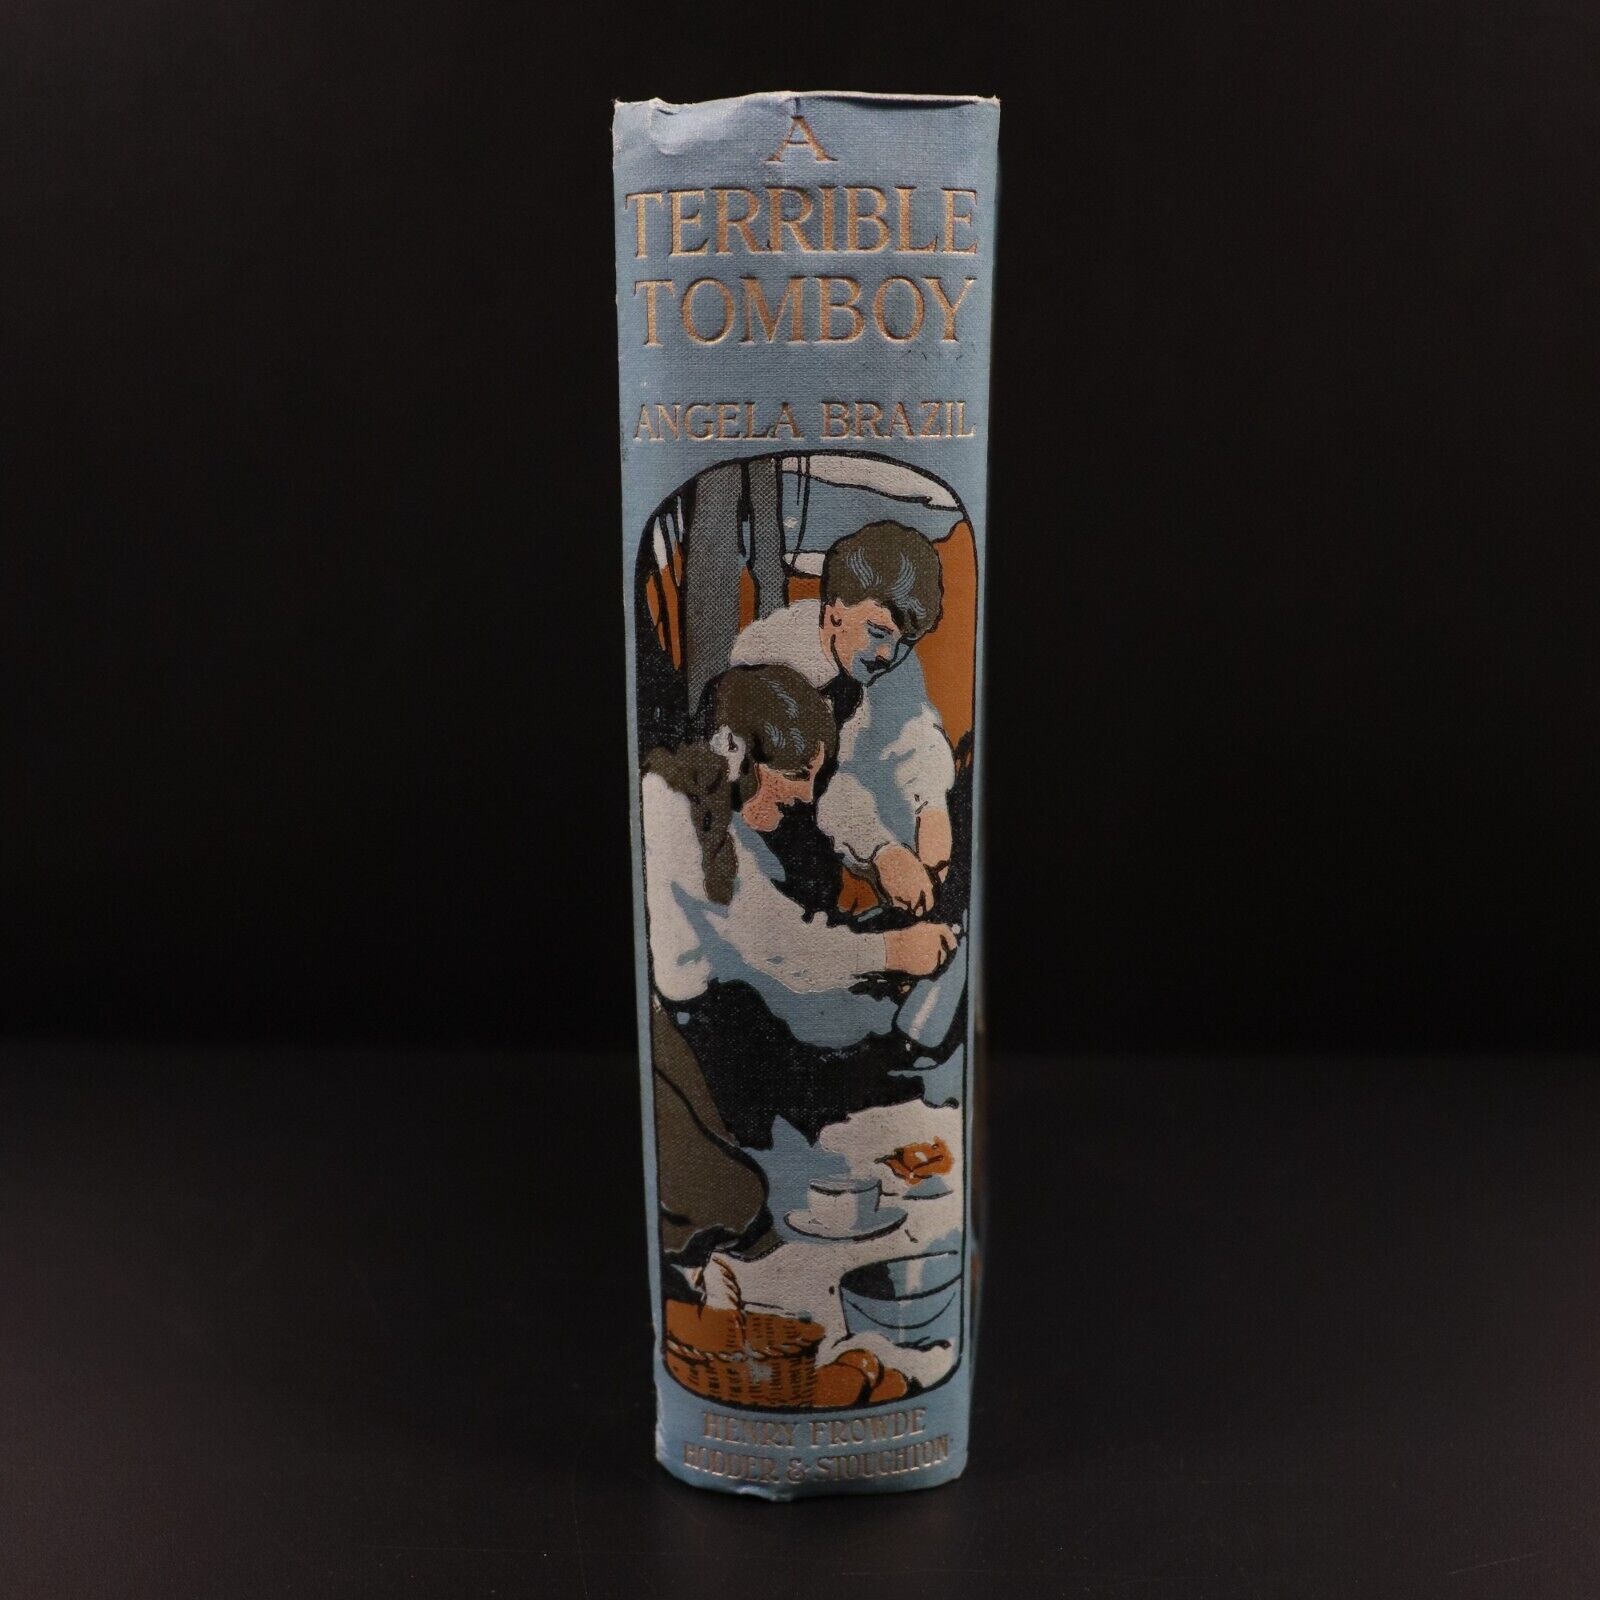 A
TERRIBLE
TOMBOY
ANGELA BRAZIL
HENRY FROWDE
HODDER & STOUGHTON